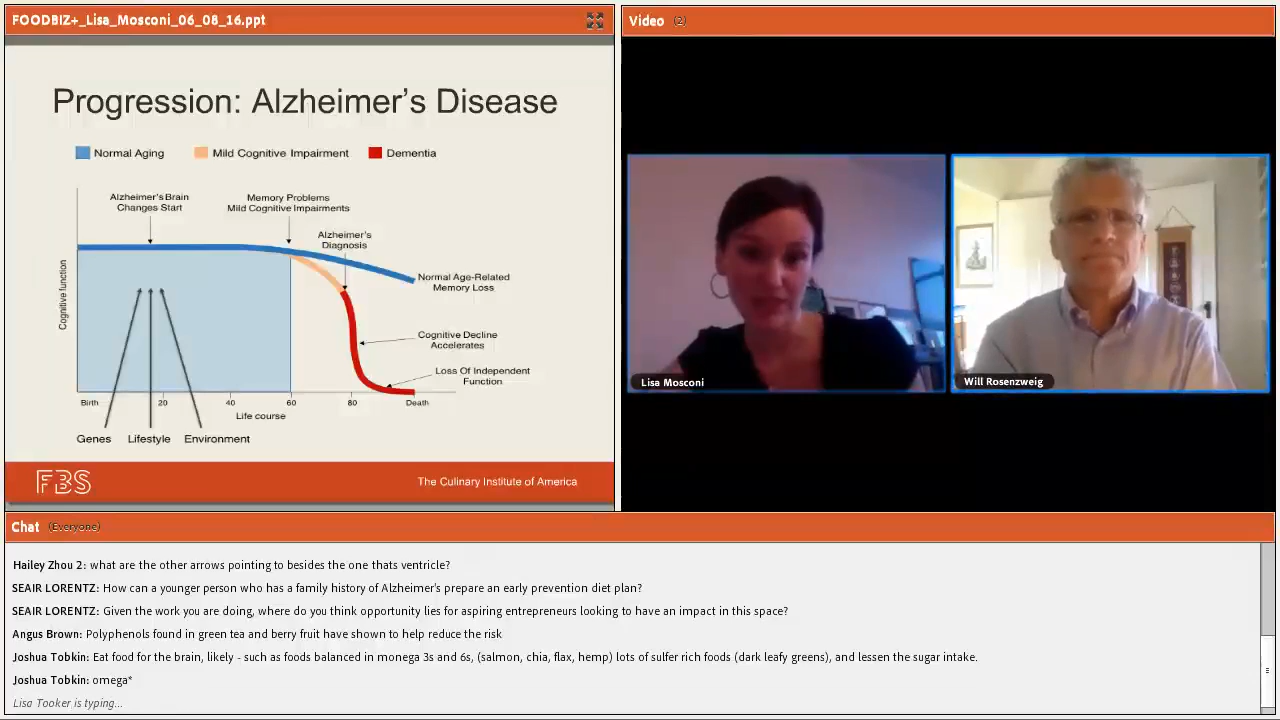 FOODBIZ+_Lisa_Mosconi_06_08_16.ppt
Progression: Alzheimer's Disease
Normal Aging
Mild Cognitive Impairment
Dementia
Alzheimer's Brain
Changes Start
Memory Problems
Mild Cognitive Impairments
Alzheimer's
Diagnosis
Normal Age-Related
Memory Loss
Cognitive function
Cognitive Decline
Accelerates
Loss Of Independent
Function
Birth 20 40 60 80 Death
Life course
Genes Lifestyle Environment
FBS
The Culinary Institute of America
Video (2)
Lisa Mosconi
Will Rosenzweig
Chat (Everyone)
Hailey Zhou 2: what are the other arrows pointing to besides the one thats ventricle?
SEAIR LORENTZ: How can a younger person who has a family history of Alzheimer's prepare an early prevention diet plan?
SEAIR LORENTZ: Given the work you are doing, where do you think opportunity lies for aspiring entrepreneurs looking to have an impact in this space?
Angus Brown: Polyphenols found in green tea and berry fruit have shown to help reduce the risk
Joshua Tobkin: Eat food for the brain, likely - such as foods balanced in monega 3s and 6s, (salmon, chia, flax, hemp) lots of sulfer rich foods (dark leafy greens), and lessen the sugar intake.
Joshua Tobkin: omega*
Lisa Tooker is typing...